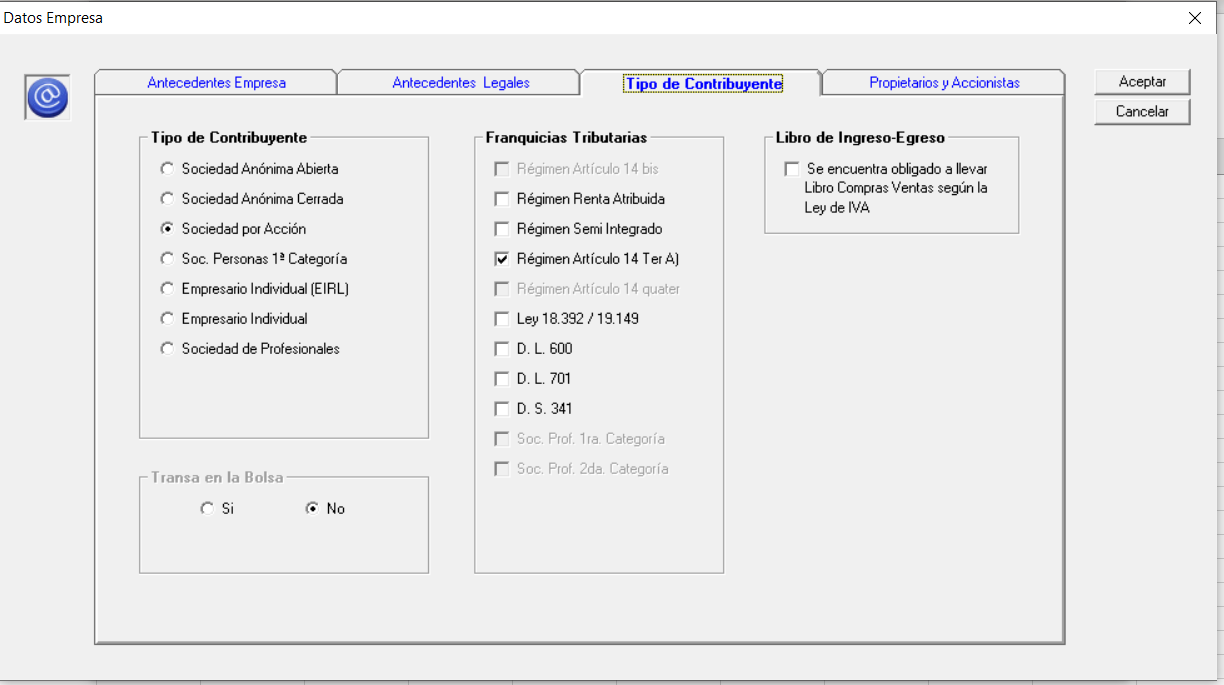 Datos Empresa
Antecedentes Empresa
Antecedentes Legales
Tipo de Contribuyente
Propietarios y Accionistas
Aceptar
Cancelar
Tipo de Contribuyente
Sociedad Anónima Abierta
Sociedad Anónima Cerrada
Sociedad por Acción
Soc. Personas 1ª Categoría
Empresario Individual (EIRL)
Empresario Individual
Sociedad de Profesionales
Transa en la Bolsa
Si
No
Franquicias Tributarias
Régimen Artículo 14 bis
Régimen Renta Atribuida
Régimen Semi Integrado
Régimen Artículo 14 Ter A)
Régimen Artículo 14 quater
Ley 18.392 / 19.149
D. L. 600
D. L. 701
D. S. 341
Soc. Prof. 1ra. Categoría
Soc. Prof. 2da. Categoría
Libro de Ingreso-Egreso
Se encuentra obligado a llevar
Libro Compras Ventas según la
Ley de IVA